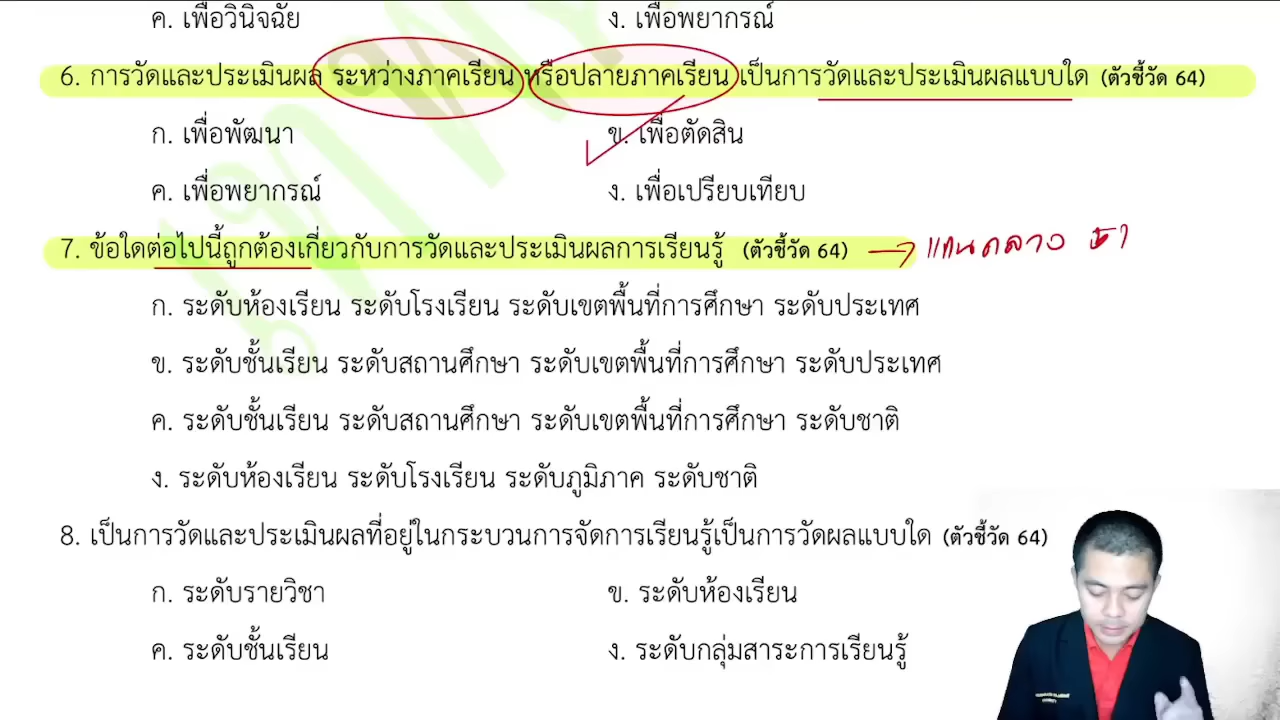 ค. เพื่อวินิจฉัย ง. เพื่อพยากรณ์
6. การวัดและประเมินผล ระหว่างภาคเรียน หรือปลายภาคเรียน เป็นการวัดและประเมินผลแบบใด (ตัวชี้วัด 64)
ก. เพื่อพัฒนา ข. เพื่อตัดสิน
ค. เพื่อพยากรณ์ ง. เพื่อเปรียบเทียบ
7. ข้อใดต่อไปนี้ถูกต้องเกี่ยวกับการวัดและประเมินผลการเรียนรู้ (ตัวชี้วัด 64) → แกนกลาง
ก. ระดับห้องเรียน ระดับโรงเรียน ระดับเขตพื้นที่การศึกษา ระดับประเทศ
ข. ระดับชั้นเรียน ระดับสถานศึกษา ระดับเขตพื้นที่การศึกษา ระดับประเทศ
ค. ระดับชั้นเรียน ระดับสถานศึกษา ระดับเขตพื้นที่การศึกษา ระดับชาติ
ง. ระดับห้องเรียน ระดับโรงเรียน ระดับภูมิภาค ระดับชาติ
8. เป็นการวัดและประเมินผลที่อยู่ในกระบวนการจัดการเรียนรู้เป็นการวัดผลแบบใด (ตัวชี้วัด 64)
ก. ระดับรายวิชา ข. ระดับห้องเรียน
ค. ระดับชั้นเรียน ง. ระดับกลุ่มสาระการเรียนรู้